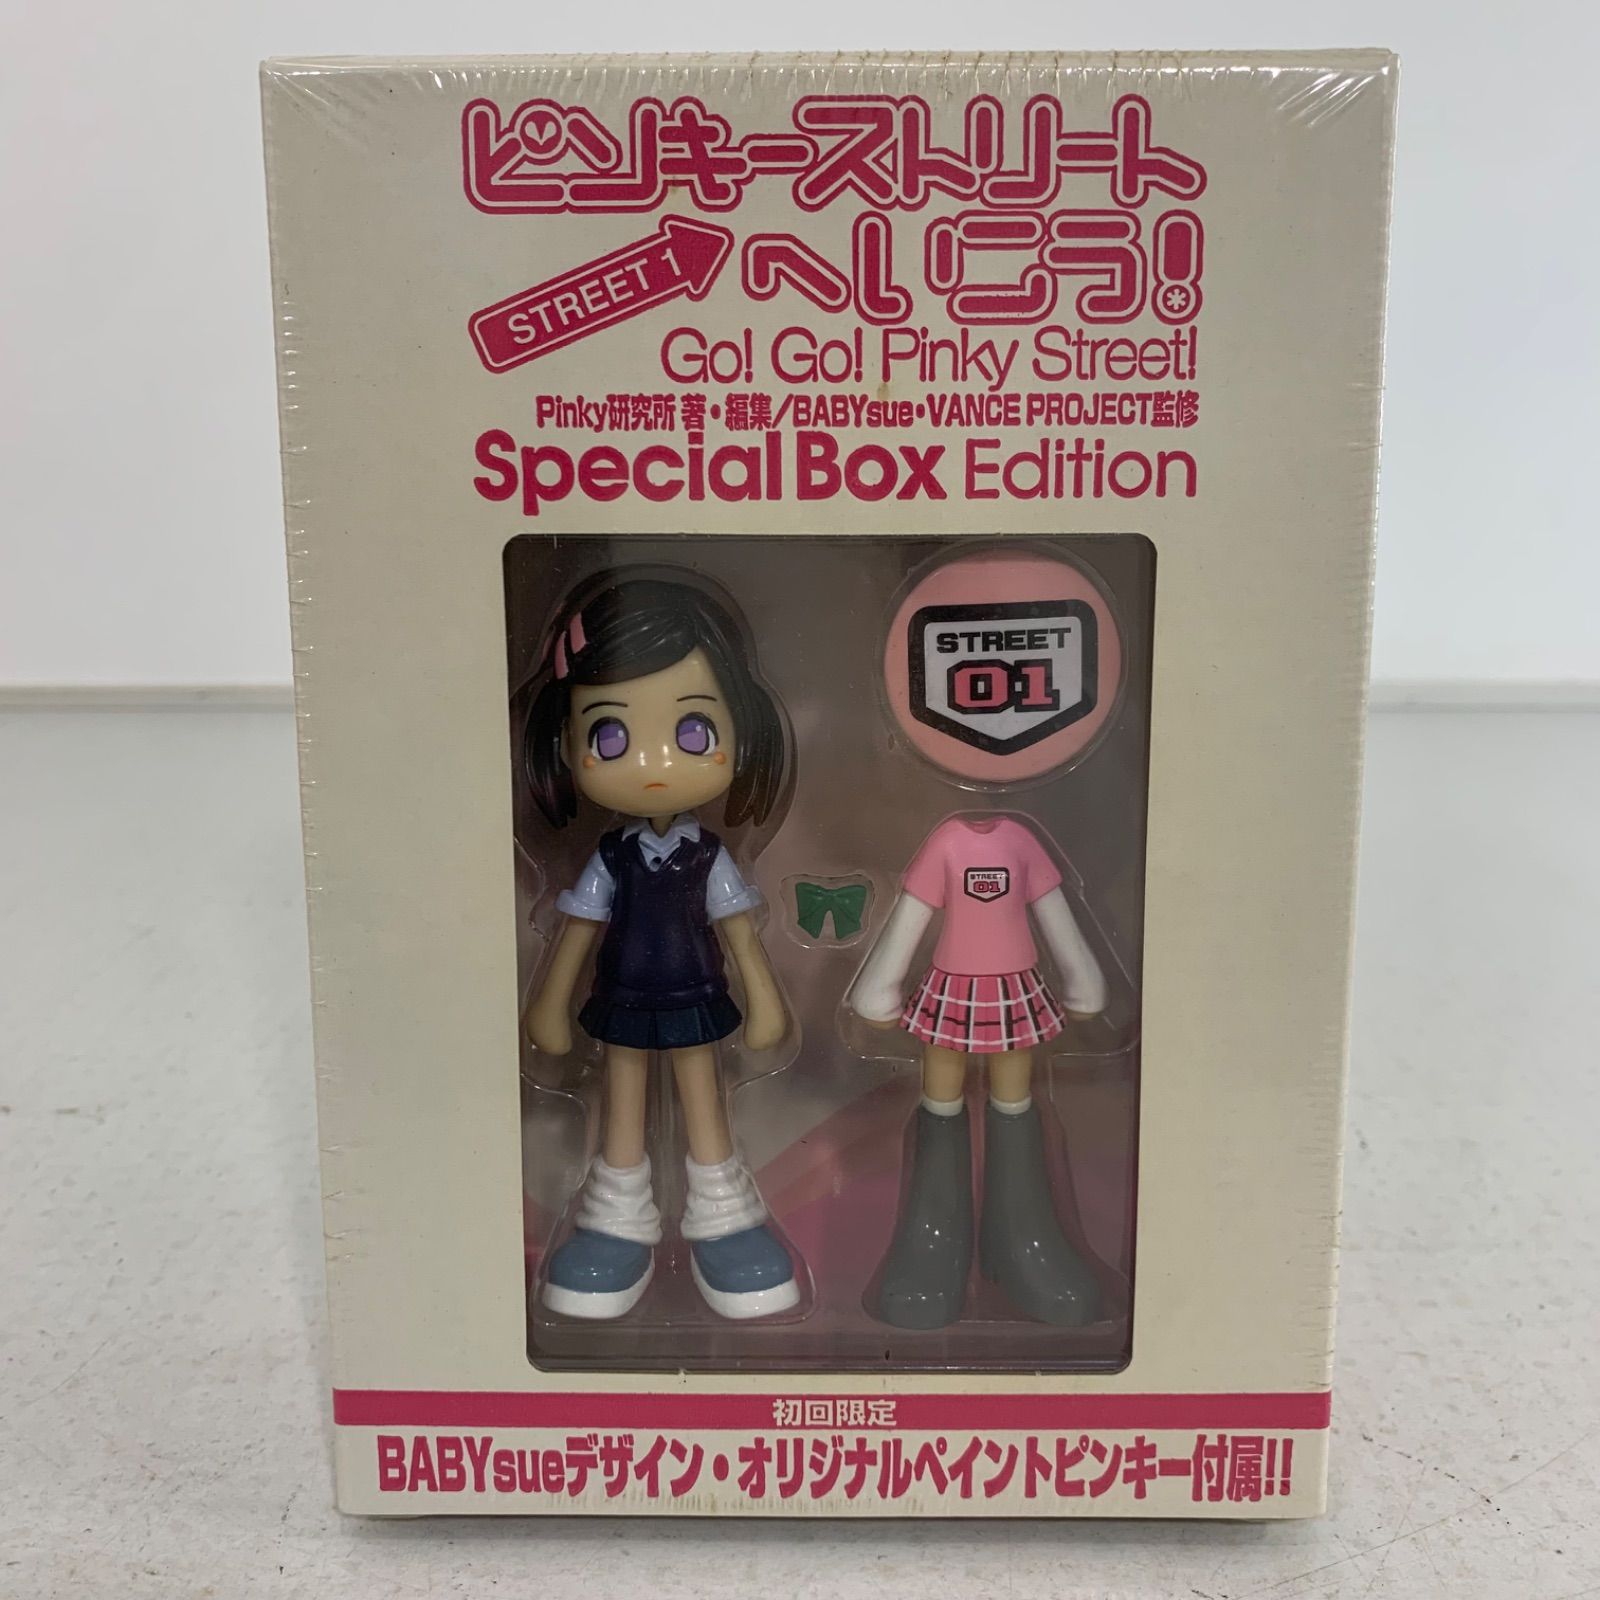 ピンキーストリート
STREET 1
へいこう!
Go! Go! Pinky Street!
Pinky研究所 著・編集/BABYsue・VANCE PROJECT監修
Special Box Edition
STREET
01
STREET
01
初回限定
BABYsueデザイン・オリジナルペイントピンキー付属!!